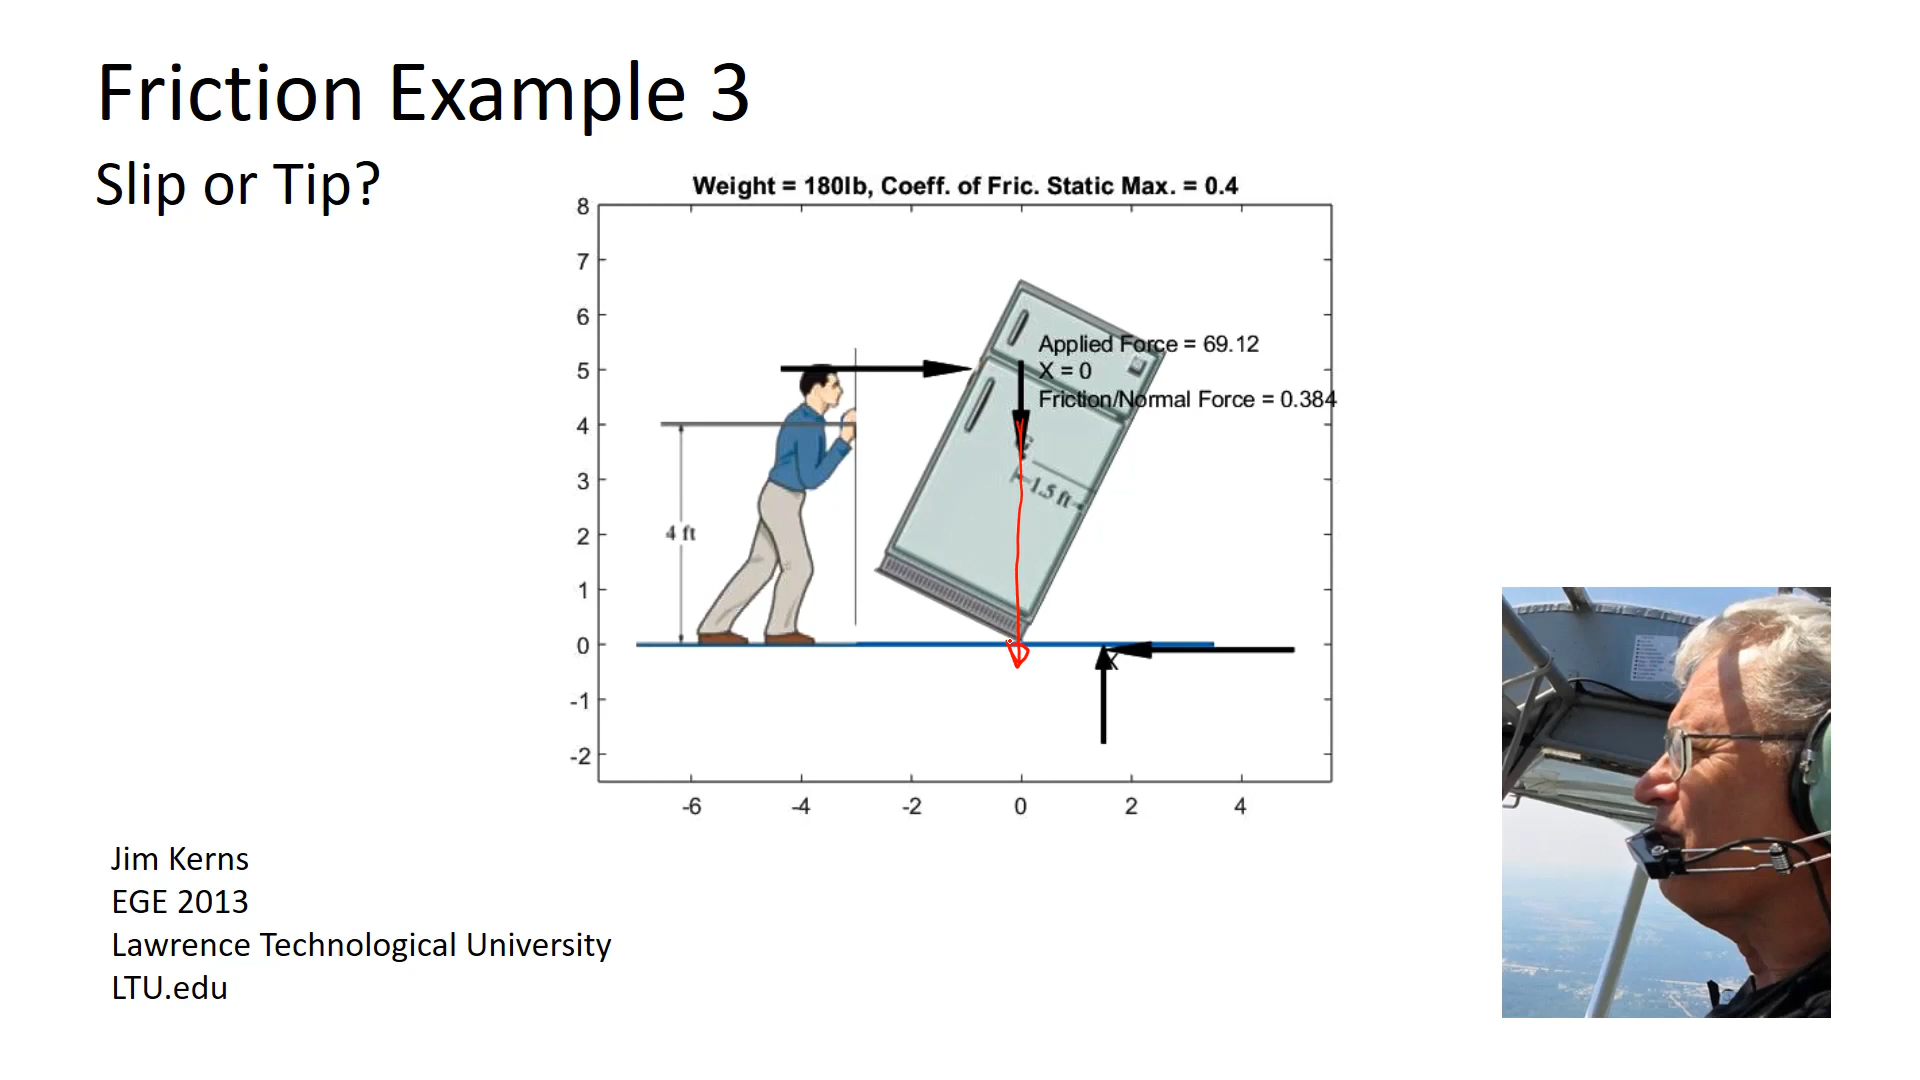 Friction Example 3
Slip or Tip?
Weight = 180lb, Coeff. of Fric. Static Max. = 0.4
8
7
6
5
4
3
2
1
0
-1
-2
Applied Force = 69.12
X = 0
Friction/Normal Force = 0.384
G
1.5 ft
4 ft
X
-6 -4 -2 0 2 4
Jim Kerns
EGE 2013
Lawrence Technological University
LTU.edu